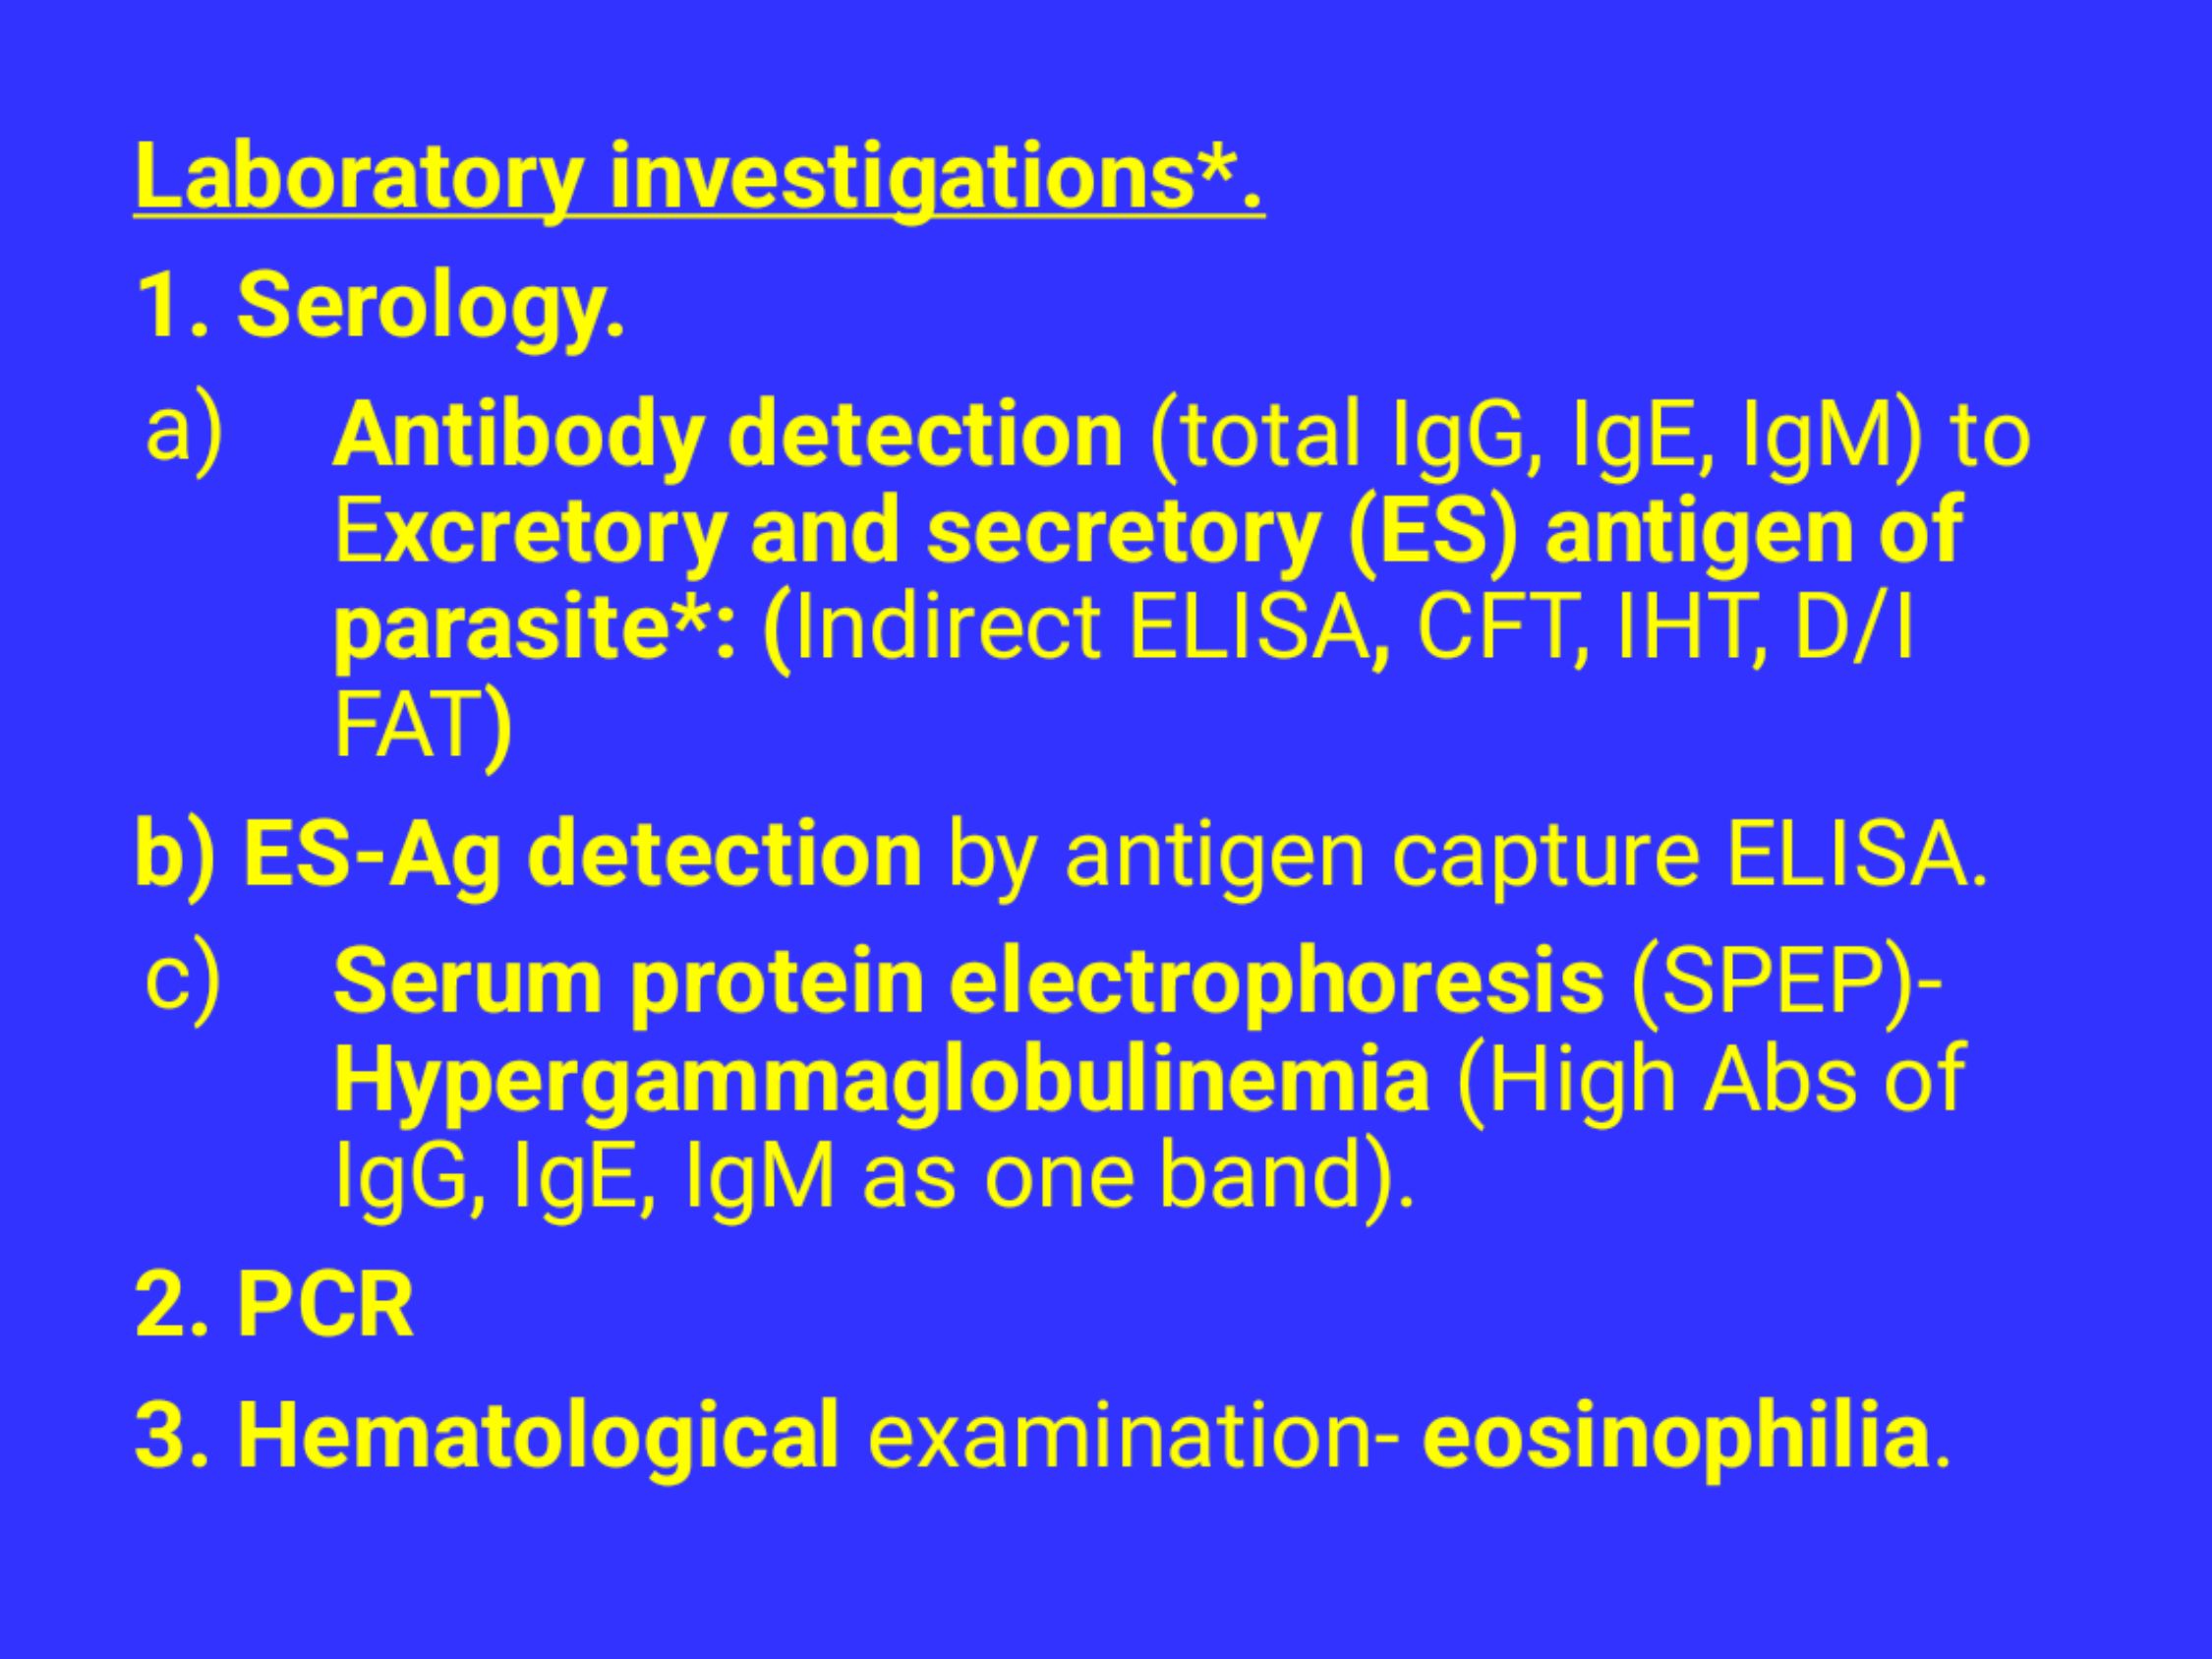 Laboratory investigations*.
1. Serology.
a) Antibody detection (total IgG, IgE, IgM) to
Excretory and secretory (ES) antigen of
parasite*: (Indirect ELISA, CFT, IHT, D/I
FAT)
b) ES-Ag detection by antigen capture ELISA.
c) Serum protein electrophoresis (SPEP)-
Hypergammaglobulinemia (High Abs of
IgG, IgE, IgM as one band).
2. PCR
3. Hematological examination- eosinophilia.